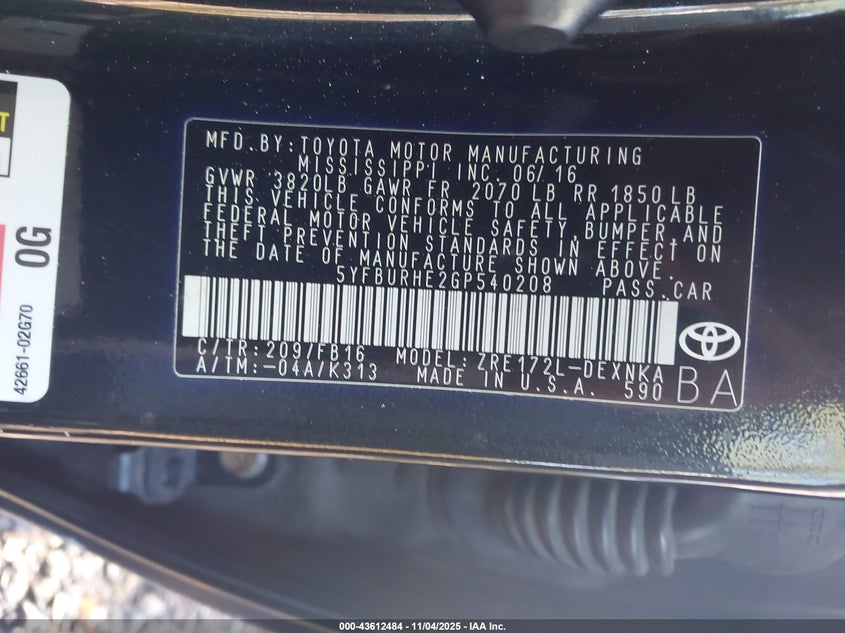 MFD.BY: TOYOTA MOTOR MANUFACTURING
MISSISSIPPI INC. 06/16
GVWR 3820LB GAWR FR 2070 LB RR 1850 LB
THIS VEHICLE CONFORMS TO ALL APPLICABLE
FEDERAL MOTOR VEHICLE SAFETY, BUMPER, AND
THEFT PREVENTION STANDARDS IN EFFECT ON
THE DATE OF MANUFACTURE SHOWN ABOVE.
5YFBURHE2GP540208 PASS.CAR
C/TR: 209/FB16 MODEL: ZRE172L-DEXNKA
A/TM: -04A/K313 MADE IN U.S.A. 590
BA
T
0G
42661-02G70
000-43612484 - 11/04/2025 - IAA Inc.